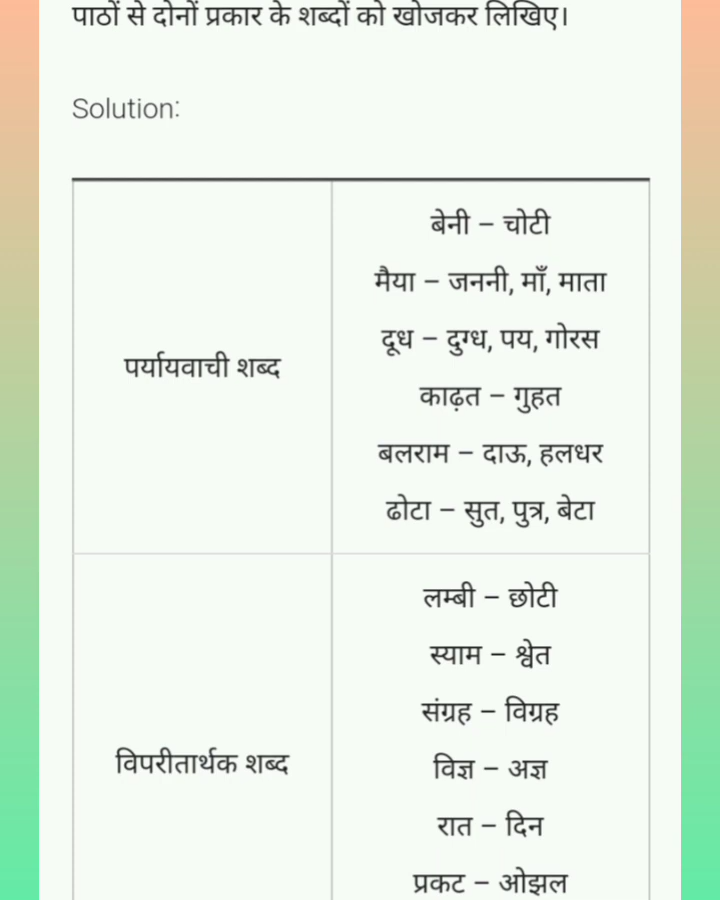 पाठों से दोनों प्रकार के शब्दों को खोजकर लिखिए।
Solution:
पर्यायवाची शब्द
बेनी – चोटी
मैया – जननी, माँ, माता
दूध – दुग्ध, पय, गोरस
काढ़त – गुहत
बलराम – दाऊ, हलधर
ढोटा – सुत, पुत्र, बेटा
विपरीतार्थक शब्द
लम्बी – छोटी
स्याम – श्वेत
संग्रह – विग्रह
विज्ञ – अज्ञ
रात – दिन
प्रकट – ओझल